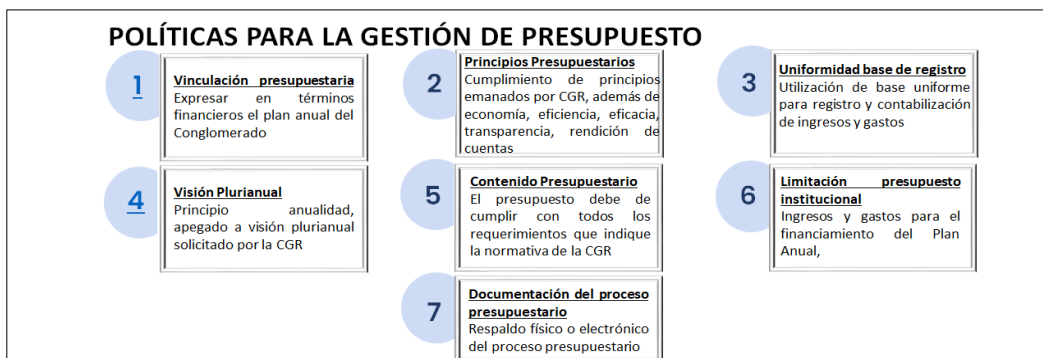 POLÍTICAS PARA LA GESTIÓN DE PRESUPUESTO
1
Vinculación presupuestaria
Expresar en términos
financieros el plan anual del
Conglomerado
2
Principios Presupuestarios
Cumplimiento de principios
emanados por CGR, además de
economía, eficiencia, eficacia,
transparencia, rendición de
cuentas
3
Uniformidad base de registro
Utilización de base uniforme
para registro y contabilización
de ingresos y gastos
4
Visión Plurianual
Principio anualidad,
apegado a visión plurianual
solicitado por la CGR
5
Contenido Presupuestario
El presupuesto debe de
cumplir con todos los
requerimientos que indique
la normativa de la CGR
6
Limitación presupuesto
institucional
Ingresos y gastos para el
financiamiento del Plan
Anual,
7
Documentación del proceso
presupuestario
Respaldo físico o electrónico
del proceso presupuestario